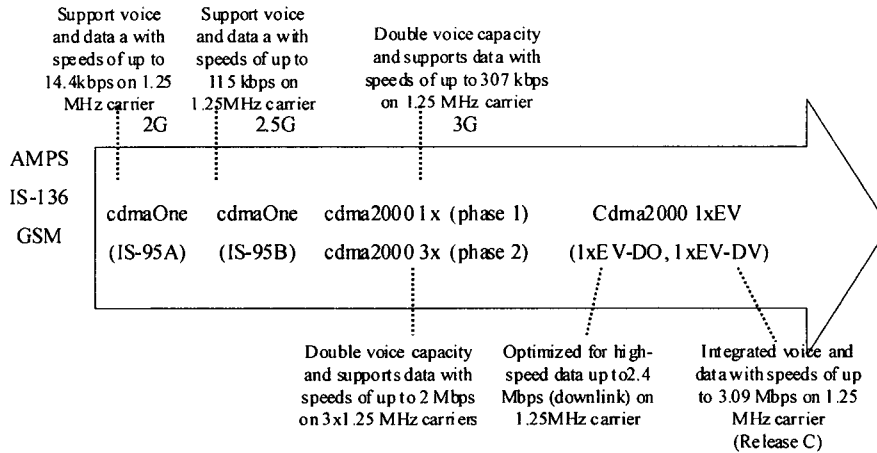 Support voice
and data a with
speeds of up to
14.4kbps on 1.25
MHz carrier
2G
Support voice
and data a with
speeds of up to
115 kbps on
1.25MHz carrier
2.5G
Double voice capacity
and supports data with
speeds of up to 307 kbps
on 1.25 MHz carrier
3G
AMPS
IS-136
GSM
cdmaOne
(IS-95A)
cdmaOne
(IS-95B)
cdma2000 1x (phase 1)
cdma2000 3x (phase 2)
Cdma2000 1xEV
(1xEV-DO, 1xEV-DV)
Double voice capacity
and supports data with
speeds of up to 2 Mbps
on 3x1.25 MHz carriers
Optimized for high-
speed data up to2.4
Mbps (downlink) on
1.25MHz carrier
Integrated voice and
data with speeds of up
to 3.09 Mbps on 1.25
MHz carrier
(Release C)